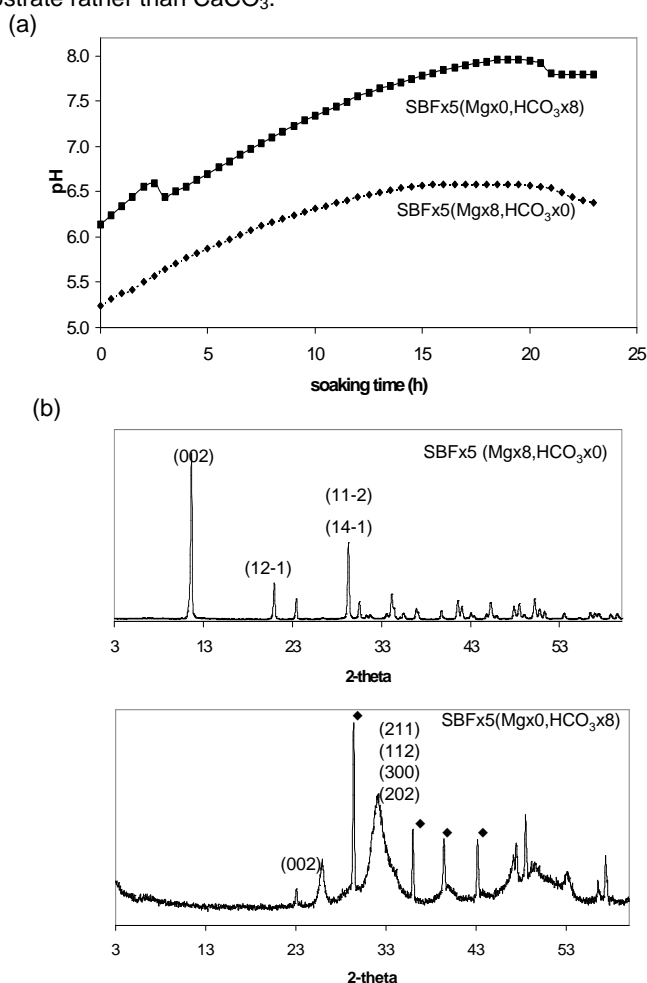 strate rather than CaCO₃.
(a)
8.0
7.5
7.0
6.5
6.0
5.5
5.0
pH
SBFx5(Mgx0,HCO₃x8)
SBFx5(Mgx8,HCO₃x0)
0 5 10 15 20 25
soaking time (h)
(b)
SBFx5 (Mgx8,HCO₃x0)
(002)
(11-2)
(14-1)
(12-1)
3 13 23 33 43 53
2-theta
SBFx5(Mgx0,HCO₃x8)
(211)
(112)
(300)
(202)
(002)
3 13 23 33 43 53
2-theta